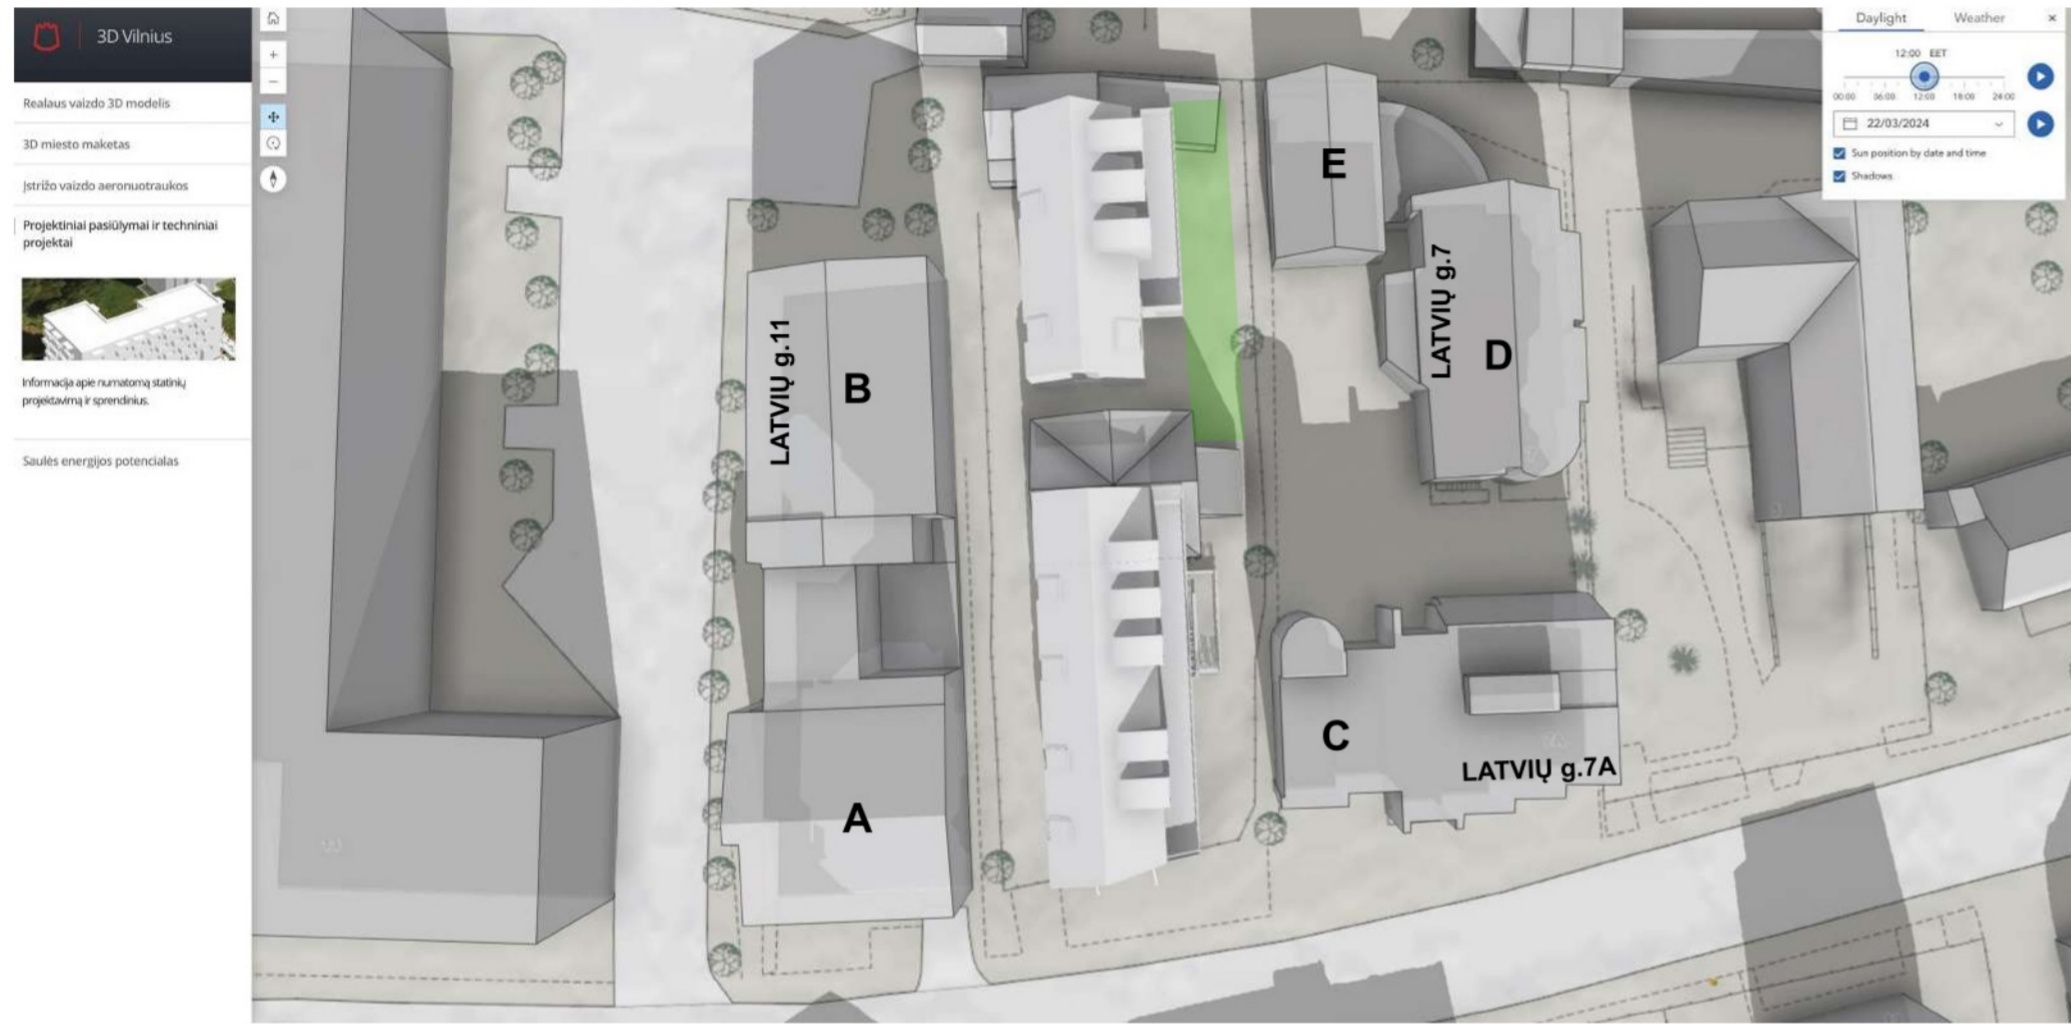 3D Vilnius
Realaus vaizdo 3D modelis
3D miesto maketas
Įstrižo vaizdo aeronuotraukos
Projektiniai pasiūlymai ir techniniai
projektai
Informacija apie numatomą statinių
projektavimą ir sprendinius.
Saulės energijos potencialas
Daylight Weather
12:00 EET
00:00 06:00 12:00 18:00 24:00
22/03/2024
Sun position by date and time
Shadows
E
LATVIŲ g.7
D
LATVIŲ g.11
B
C
LATVIŲ g.7A
A